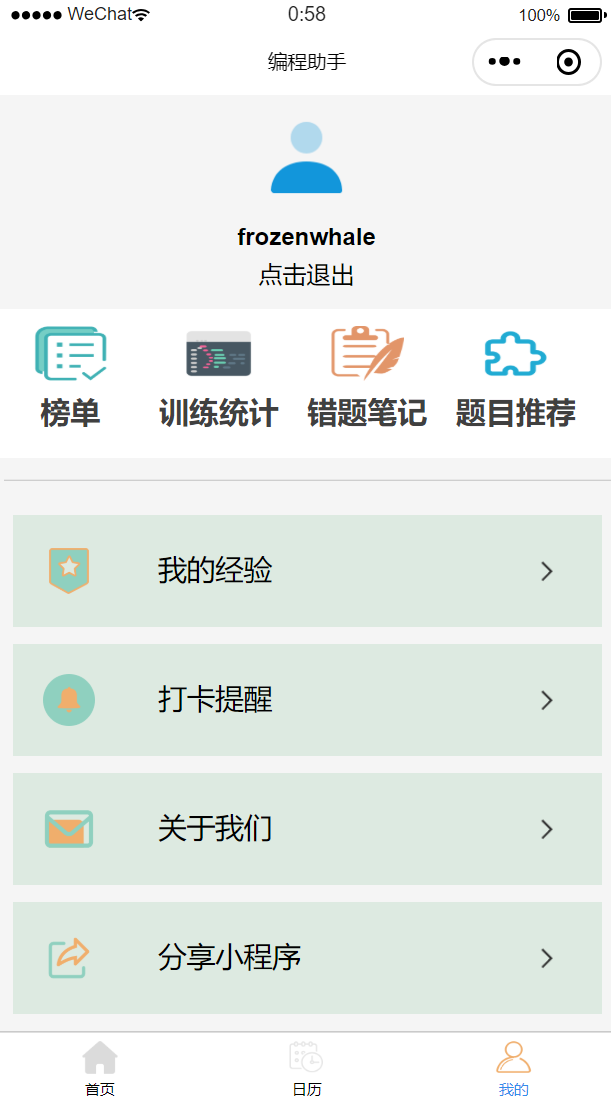 WeChat 0:58 100%
编程助手
frozenwhale
点击退出
榜单 训练统计 错题笔记 题目推荐
我的经验
打卡提醒
关于我们
分享小程序
首页 日历 我的